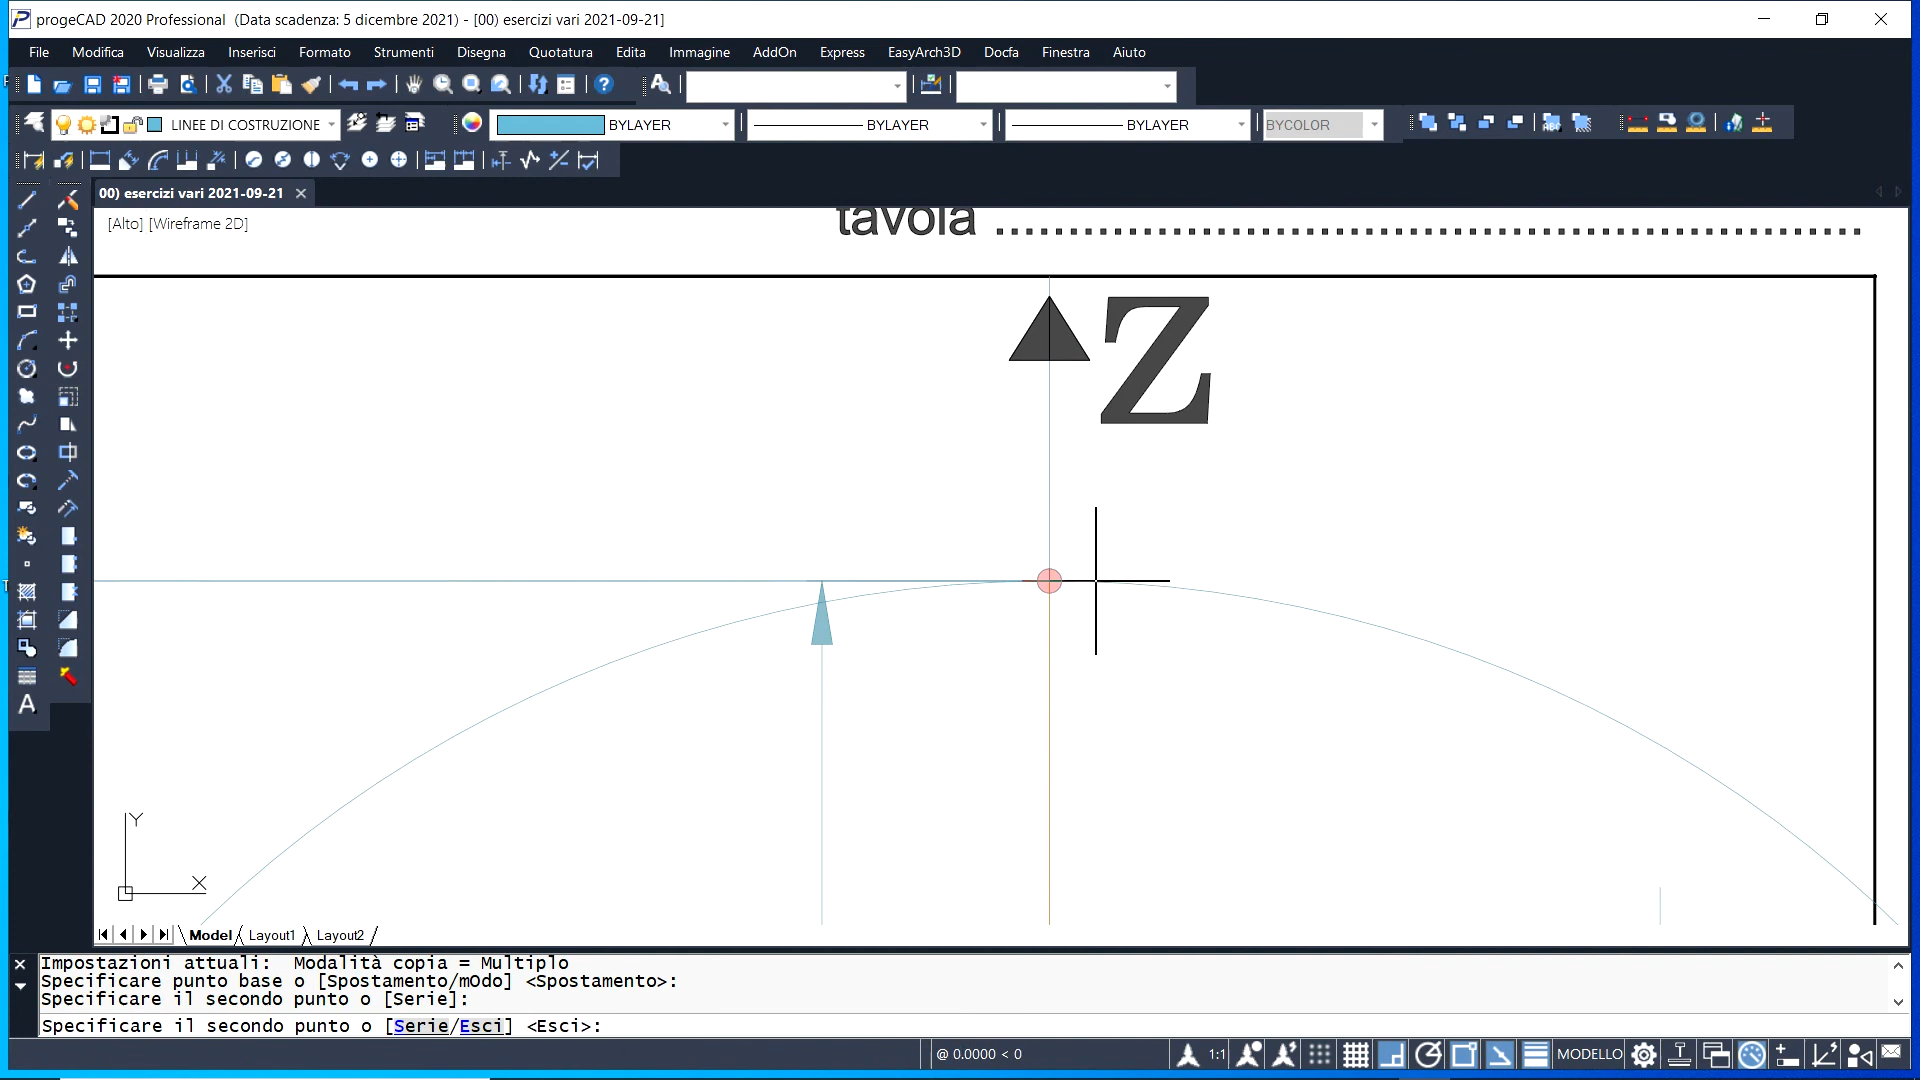 progeCAD 2020 Professional  (Data scadenza: 5 dicembre 2021) - [00) esercizi vari 2021-09-21]
File Modifica Visualizza Inserisci Formato Strumenti Disegna Quotatura Edita Immagine AddOn Express EasyArch3D Docfa Finestra Aiuto
LINEE DI COSTRUZIONE BYLAYER BYLAYER BYLAYER BYCOLOR
00) esercizi vari 2021-09-21
[Alto] [Wireframe 2D]
tavola ..........................................................
Z
Y
X
Model Layout1 Layout2
Impostazioni attuali:  Modalità copia = Multiplo
Specificare punto base o [Spostamento/mOdo] <Spostamento>:
Specificare il secondo punto o [Serie]:
Specificare il secondo punto o [Serie/Esci] <Esci>:
@ 0.0000 < 0 1:1 MODELLO